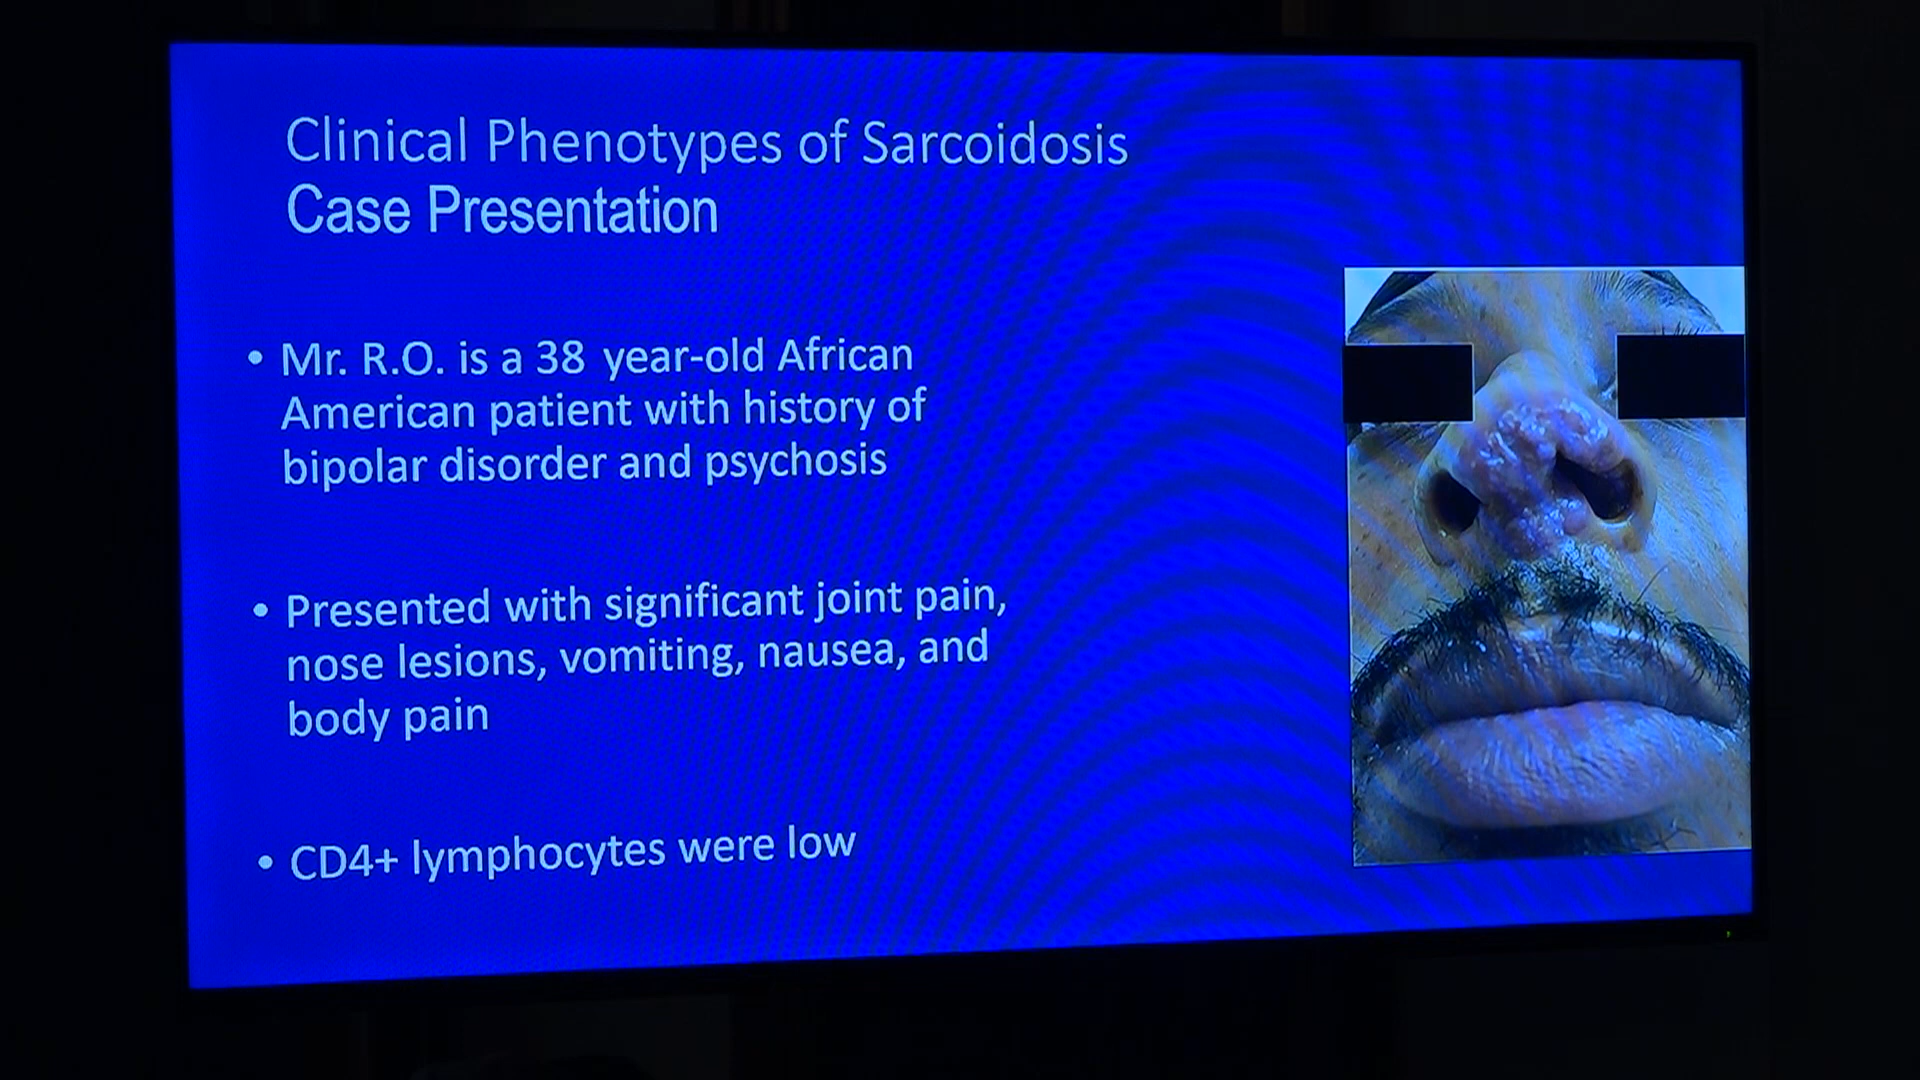 Clinical Phenotypes of Sarcoidosis
Case Presentation
• Mr. R.O. is a 38 year-old African
American patient with history of
bipolar disorder and psychosis
• Presented with significant joint pain,
nose lesions, vomiting, nausea, and
body pain
• CD4+ lymphocytes were low